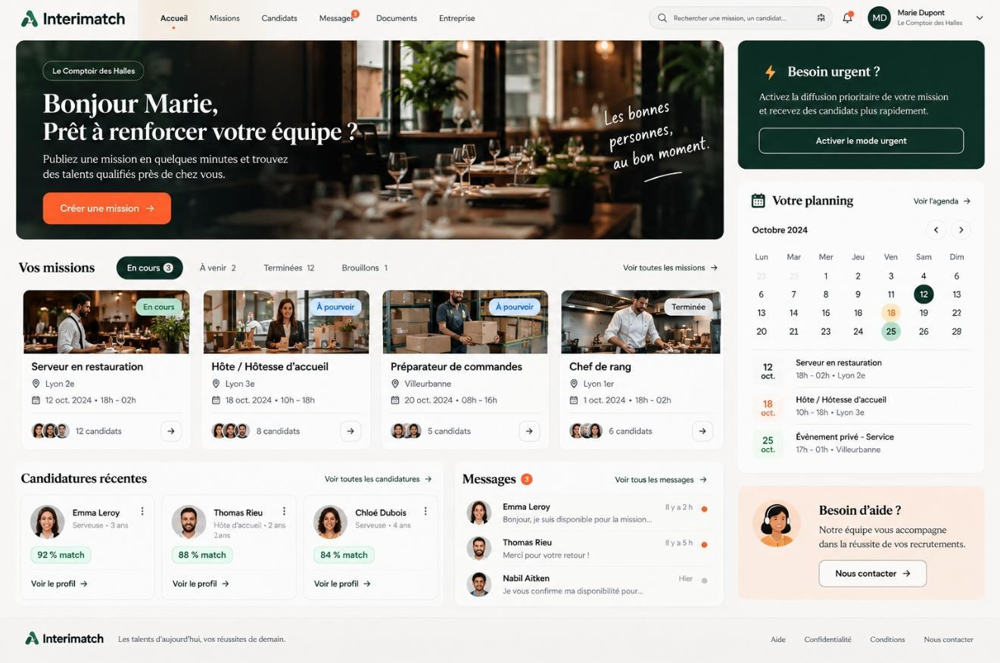 Interimatch
Accueil
Missions
Candidats
Messages
3
Documents
Entreprise
Rechercher une mission, un candidat...
MD
Marie Dupont
Le Comptoir des Halles
Le Comptoir des Halles
Bonjour Marie,
Prêt à renforcer votre équipe ?
Publiez une mission en quelques minutes et trouvez
des talents qualifiés près de chez vous.
Créer une mission →
Les bonnes
personnes,
au bon moment.
Besoin urgent ?
Activez la diffusion prioritaire de votre mission
et recevez des candidats plus rapidement.
Activer le mode urgent
Vos missions
En cours 3
À venir 2
Terminées 12
Brouillons 1
Voir toutes les missions →
En cours
Serveur en restauration
Lyon 2e
12 oct. 2024 • 18h - 02h
12 candidats
À pourvoir
Hôte / Hôtesse d'accueil
Lyon 3e
18 oct. 2024 • 10h - 18h
8 candidats
À pourvoir
Préparateur de commandes
Villeurbanne
20 oct. 2024 • 08h - 16h
5 candidats
Terminée
Chef de rang
Lyon 1er
1 oct. 2024 • 18h - 02h
6 candidats
Votre planning
Voir l'agenda →
Octobre 2024
Lun Mar Mer Jeu Ven Sam Dim
1 2 3 4 6
6 7 8 9 11 12 13
13 14 18 19
20 21 23 24 25 26
12
oct.
Serveur en restauration
18h - 02h • Lyon 2e
18
oct.
Hôte / Hôtesse d'accueil
10h - 18h • Lyon 3e
25
oct.
Évènement privé - Service
17h - 01h • Villeurbanne
Candidatures récentes
Voir toutes les candidatures →
Emma Leroy
Serveuse • 3 ans
92 % match
Voir le profil →
Thomas Rieu
Hôte d'accueil • 2 ans
2ans
88 % match
Voir le profil →
Chloé Dubois
Serveuse • 4 ans
84 % match
Voir le profil →
Messages 3
Voir tous les messages →
Emma Leroy
Il y a 2 h
Bonjour, je suis disponible pour la mission...
Thomas Rieu
Il y a 5 h
Merci pour votre retour !
Nabil Aitken
Hier
Je vous confirme ma disponibilité pour...
Besoin d'aide ?
Notre équipe vous accompagne
dans la réussite de vos recrutements.
Nous contacter →
Interimatch
Les talents d'aujourd'hui, vos réussites de demain.
Aide
Confidentialité
Conditions
Nous contacter